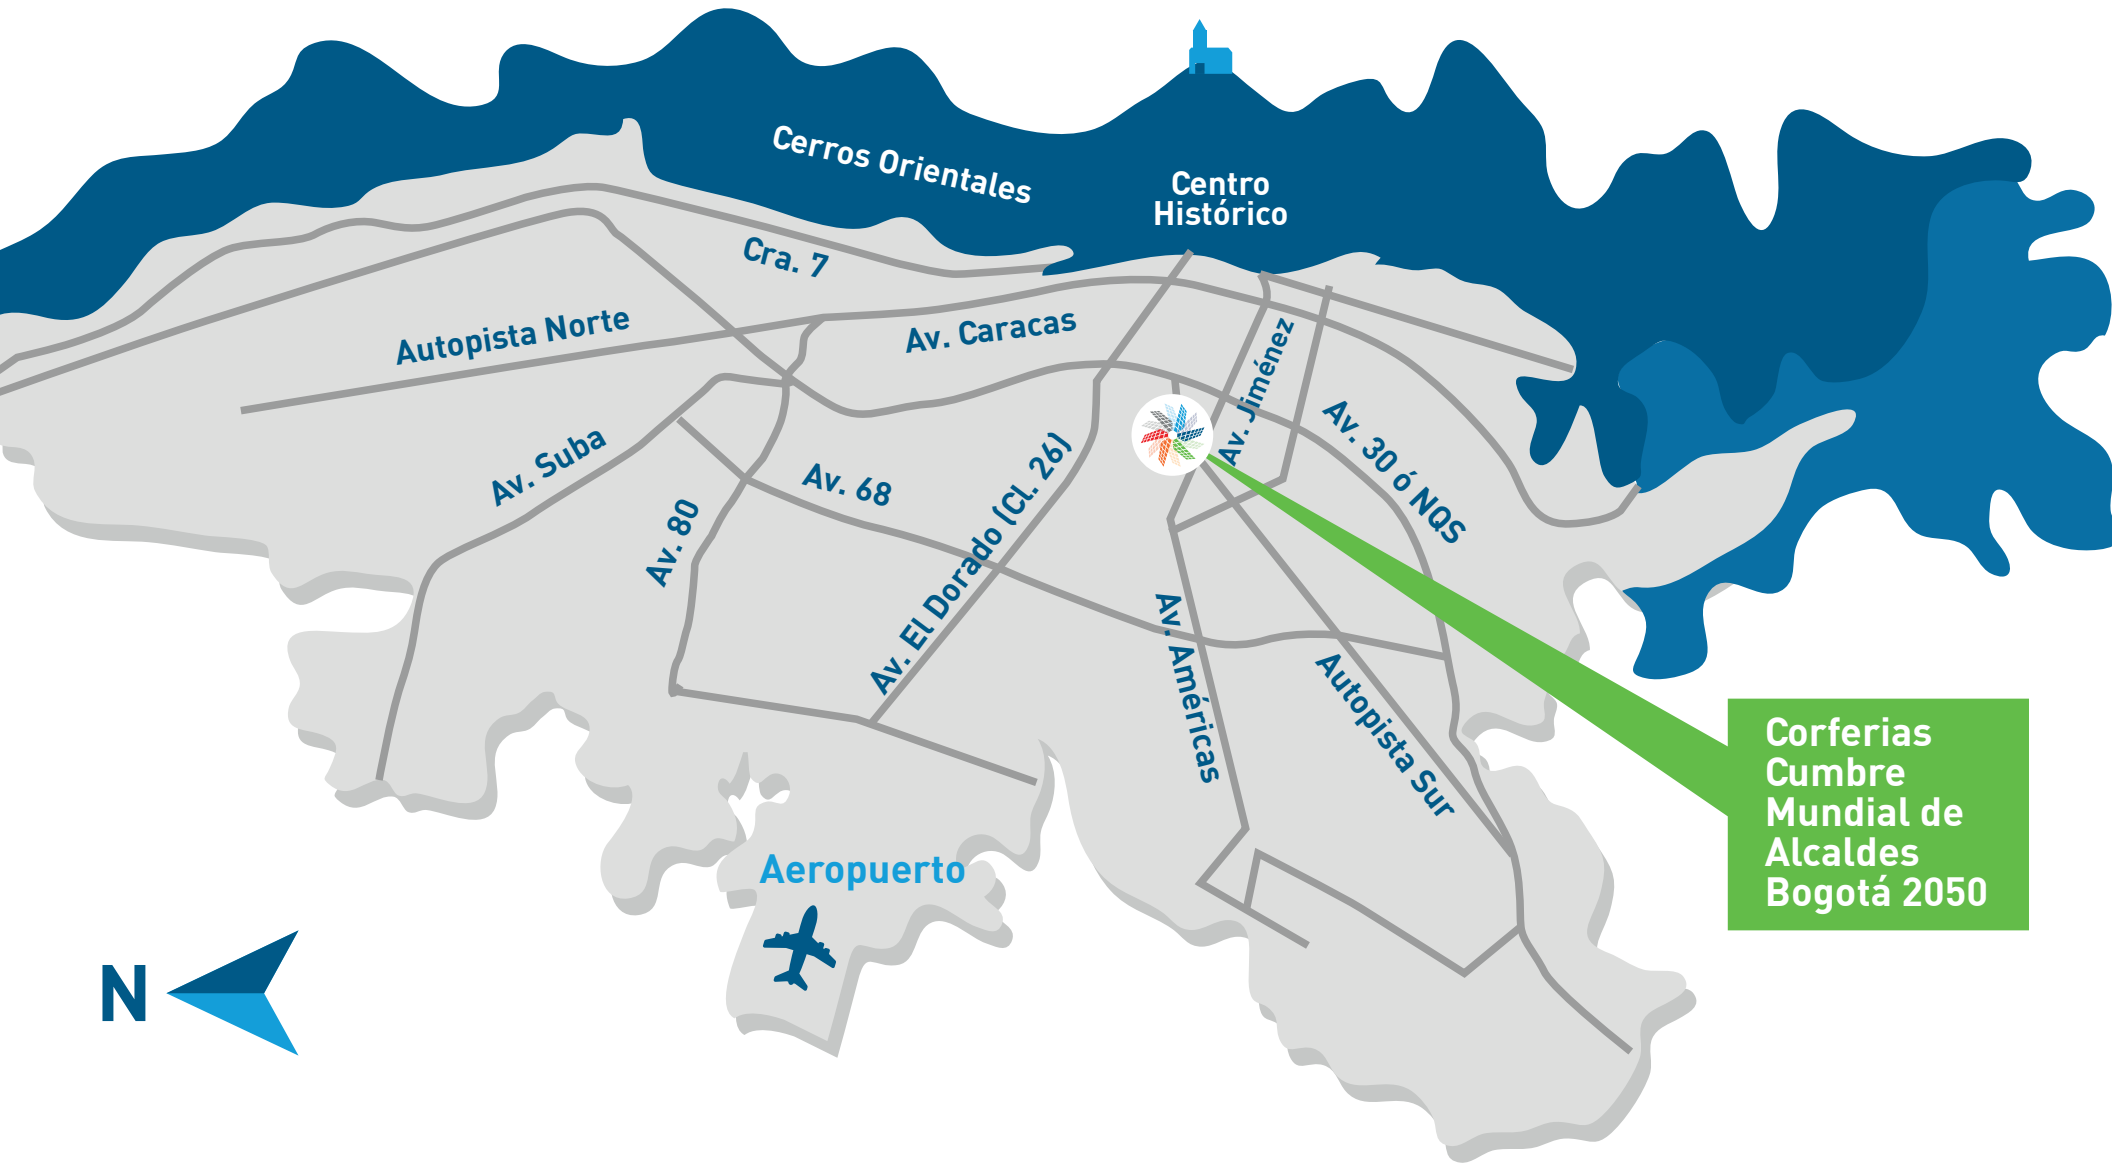 Cerros Orientales
Centro
Histórico
Cra. 7
Autopista Norte
Av. Caracas
Av. Jiménez
Av. 30 ó NQS
Av. Suba
Av. 68
Av. 80
Av. El Dorado (Cl. 26)
Av. Américas
Autopista Sur
Corferias
Cumbre
Mundial de
Alcaldes
Bogotá 2050
Aeropuerto
N